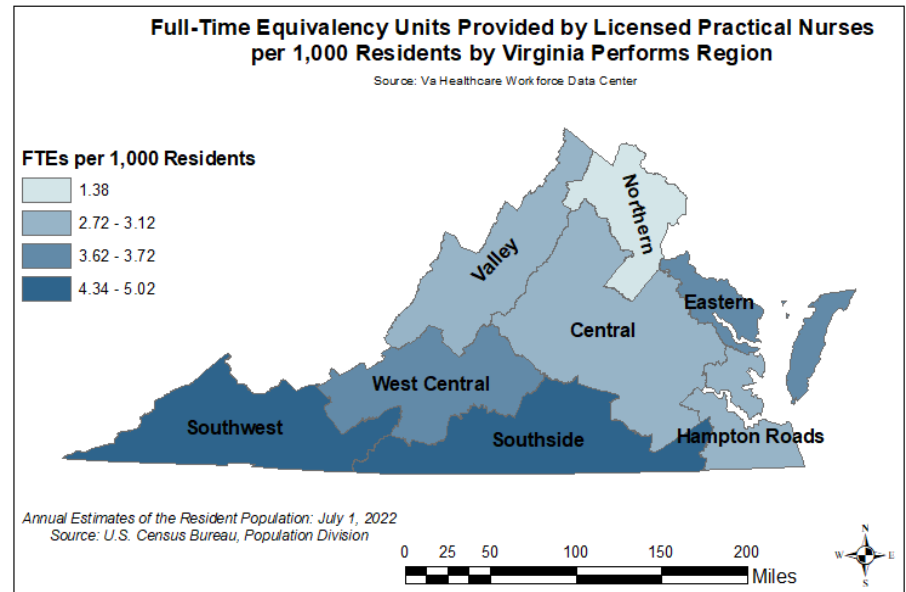 Full-Time Equivalency Units Provided by Licensed Practical Nurses
per 1,000 Residents by Virginia Performs Region
Source: Va Healthcare Workforce Data Center
FTEs per 1,000 Residents
1.38
2.72 - 3.12
3.62 - 3.72
4.34 - 5.02
Northern
Valley
Eastern
Central
West Central
Southwest
Southside
Hampton Roads
Annual Estimates of the Resident Population: July 1, 2022
Source: U.S. Census Bureau, Population Division
0 25 50 100 150 200
Miles
N
W E
S